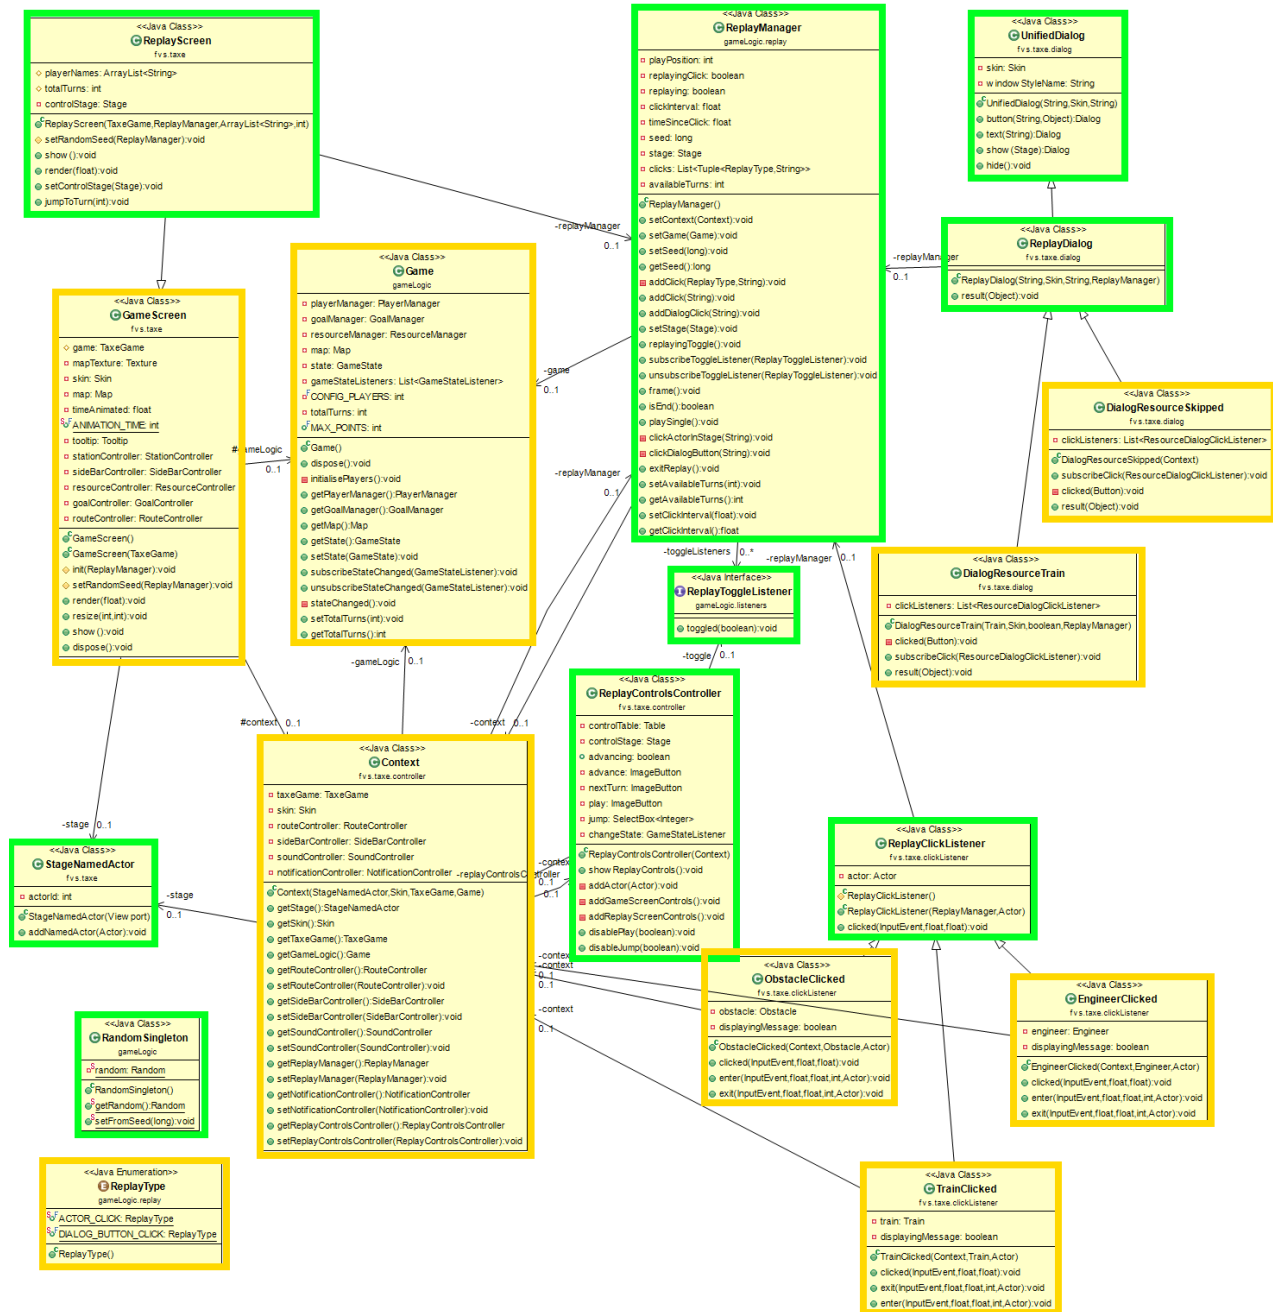 <<Java Class>>
ReplayScreen
fvs.taxe
playerNames: ArrayList<String>
totalTurns: int
controlStage: Stage
ReplayScreen(TaxeGame,ReplayManager,ArrayList<String>,int)
setRandomSeed(ReplayManager):void
show():void
render(float):void
setControlStage(Stage):void
jumpToTurn(int):void
<<Java Class>>
ReplayManager
gameLogic.replay
playPosition: int
replayingClick: boolean
replaying: boolean
clickInterval: float
timeSinceClick: float
seed: long
stage: Stage
clicks: List<Tuple<ReplayType,String>>
availableTurns: int
ReplayManager()
setContext(Context):void
setGame(Game):void
setSeed(long):void
getSeed():long
addClick(ReplayType,String):void
addClick(String):void
addDialogClick(String):void
setStage(Stage):void
replayingToggle():void
subscribeToggleListener(ReplayToggleListener):void
unsubscribeToggleListener(ReplayToggleListener):void
frame():void
isEnd():boolean
playSingle():void
clickActorInStage(String):void
clickDialogButton(String):void
exitReplay():void
setAvailableTurns(int):void
getAvailableTurns():int
setClickInterval(float):void
getClickInterval():float
<<Java Class>>
UnifiedDialog
fvs.taxe.dialog
skin: Skin
windowStyleName: String
UnifiedDialog(String,Skin,String)
button(String,Object):Dialog
text(String):Dialog
show(Stage):Dialog
hide():void
-replayManager
0..1
<<Java Class>>
ReplayDialog
fvs.taxe.dialog
ReplayDialog(String,Skin,String,ReplayManager)
result(Object):void
-replayManager
0..1
<<Java Class>>
Game
gameLogic
playerManager: PlayerManager
goalManager: GoalManager
resourceManager: ResourceManager
map: Map
state: GameState
gameStateListeners: List<GameStateListener>
CONFIG_PLAYERS: int
totalTurns: int
MAX_POINTS: int
Game()
dispose():void
initialisePlayers():void
getPlayerManager():PlayerManager
getGoalManager():GoalManager
getMap():Map
getState():GameState
setState(GameState):void
subscribeStateChanged(GameStateListener):void
unsubscribeStateChanged(GameStateListener):void
stateChanged():void
setTotalTurns(int):void
getTotalTurns():int
<<Java Class>>
GameScreen
fvs.taxe
game: TaxeGame
mapTexture: Texture
skin: Skin
map: Map
timeAnimated: float
ANIMATION_TIME: int
tooltip: Tooltip
stationController: StationController
sideBarController: SideBarController
resourceController: ResourceController
goalController: GoalController
routeController: RouteController
GameScreen()
GameScreen(TaxeGame)
init(ReplayManager):void
setRandomSeed(ReplayManager):void
render(float):void
resize(int,int):void
show():void
dispose():void
-game
0..1
#gameLogic
0..1
-replayManager
0..1
<<Java Class>>
DialogResourceSkipped
fvs.taxe.dialog
clickListeners: List<ResourceDialogClickListener>
DialogResourceSkipped(Context)
subscribeClick(ResourceDialogClickListener):void
clicked(Button):void
result(Object):void
-toggleListeners
0..*
-replayManager
0..1
<<Java Class>>
DialogResourceTrain
fvs.taxe.dialog
clickListeners: List<ResourceDialogClickListener>
DialogResourceTrain(Train,Skin,boolean,ReplayManager)
clicked(Button):void
subscribeClick(ResourceDialogClickListener):void
result(Object):void
<<Java Interface>>
ReplayToggleListener
gameLogic.listeners
toggled(boolean):void
-toggle
0..1
-gameLogic
0..1
#context
0..1
-context
0..1
<<Java Class>>
ReplayControlsController
fvs.taxe.controller
controlTable: Table
controlStage: Stage
advancing: boolean
advance: ImageButton
nextTurn: ImageButton
play: ImageButton
jump: SelectBox<Integer>
changeState: GameStateListener
ReplayControlsController(Context)
showReplayControls():void
addActor(Actor):void
addGameScreenControls():void
addReplayScreenControls():void
disablePlay(boolean):void
disableJump(boolean):void
<<Java Class>>
Context
fvs.taxe.controller
taxeGame: TaxeGame
skin: Skin
routeController: RouteController
sideBarController: SideBarController
soundController: SoundController
notificationController: NotificationController
Context(StageNamedActor,Skin,TaxeGame,Game)
getStage():StageNamedActor
getSkin():Skin
getTaxeGame():TaxeGame
getGameLogic():Game
getRouteController():RouteController
setRouteController(RouteController):void
getSideBarController():SideBarController
setSideBarController(SideBarController):void
getSoundController():SoundController
setSoundController(SoundController):void
getReplayManager():ReplayManager
setReplayManager(ReplayManager):void
getNotificationController():NotificationController
setNotificationController(NotificationController):void
getReplayControlsController():ReplayControlsController
setReplayControlsController(ReplayControlsController):void
-stage
0..1
<<Java Class>>
StageNamedActor
fvs.taxe
actorId: int
StageNamedActor(Viewport)
addNamedActor(Actor):void
-stage
0..1
-context
0..1
-replayControlsController
0..1
<<Java Class>>
ReplayClickListener
fvs.taxe.clickListener
actor: Actor
ReplayClickListener()
ReplayClickListener(ReplayManager,Actor)
clicked(InputEvent,float,float):void
-context
-context
0..1
0..1
-context
0..1
<<Java Class>>
ObstacleClicked
fvs.taxe.clickListener
obstacle: Obstacle
displayingMessage: boolean
ObstacleClicked(Context,Obstacle,Actor)
clicked(InputEvent,float,float):void
enter(InputEvent,float,float,int,Actor):void
exit(InputEvent,float,float,int,Actor):void
<<Java Class>>
EngineerClicked
fvs.taxe.clickListener
engineer: Engineer
displayingMessage: boolean
EngineerClicked(Context,Engineer,Actor)
clicked(InputEvent,float,float):void
enter(InputEvent,float,float,int,Actor):void
exit(InputEvent,float,float,int,Actor):void
<<Java Class>>
RandomSingleton
gameLogic
random: Random
RandomSingleton()
getRandom():Random
setFromSeed(long):void
<<Java Enumeration>>
ReplayType
gameLogic.replay
ACTOR_CLICK: ReplayType
DIALOG_BUTTON_CLICK: ReplayType
ReplayType()
<<Java Class>>
TrainClicked
fvs.taxe.clickListener
train: Train
displayingMessage: boolean
TrainClicked(Context,Train,Actor)
clicked(InputEvent,float,float):void
exit(InputEvent,float,float,int,Actor):void
enter(InputEvent,float,float,int,Actor):void